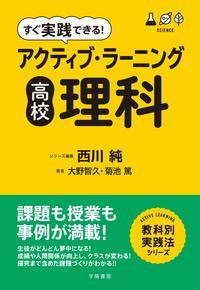 すぐ実践できる!
SCIENCE
アクティブ・ラーニング
高校
理科
シリーズ編集 西川 純
著者 大野智久・菊池 篤
課題も授業も
事例が満載!
生徒がどんどん夢中になる!
成績や人間関係が向上し、クラスが変わる!
探究まで含めた課題づくりがわかる!!
ACTIVE LEARNING
教科別
実践法
シリーズ
学陽書房